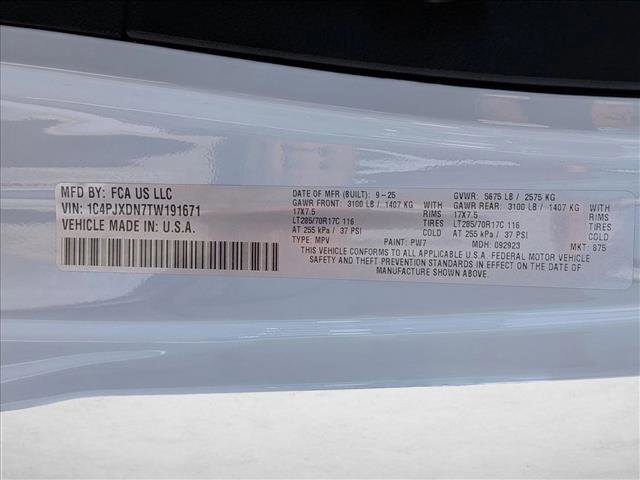 MFD BY: FCA US LLC
VIN: 1C4PJXDN7TW191671
VEHICLE MADE IN: U.S.A.
DATE OF MFR (BUILT): 9-25 GVWR: 5675 LB / 2575 KG
GAWR FRONT: 3100 LB / 1407 KG WITH GAWR REAR: 3100 LB / 1407 KG WITH
17X7.5 RIMS 17X7.5 RIMS
LT285/70R17C 116 TIRES LT285/70R17C 116 TIRES
AT 255 kPa / 37 PSI COLD AT 255 kPa / 37 PSI COLD
TYPE: MPV PAINT: PW7 MDH: 092923 MKT: 875
THIS VEHICLE CONFORMS TO ALL APPLICABLE U.S.A. FEDERAL MOTOR VEHICLE
SAFETY AND THEFT PREVENTION STANDARDS IN EFFECT ON THE DATE OF
MANUFACTURE SHOWN ABOVE.